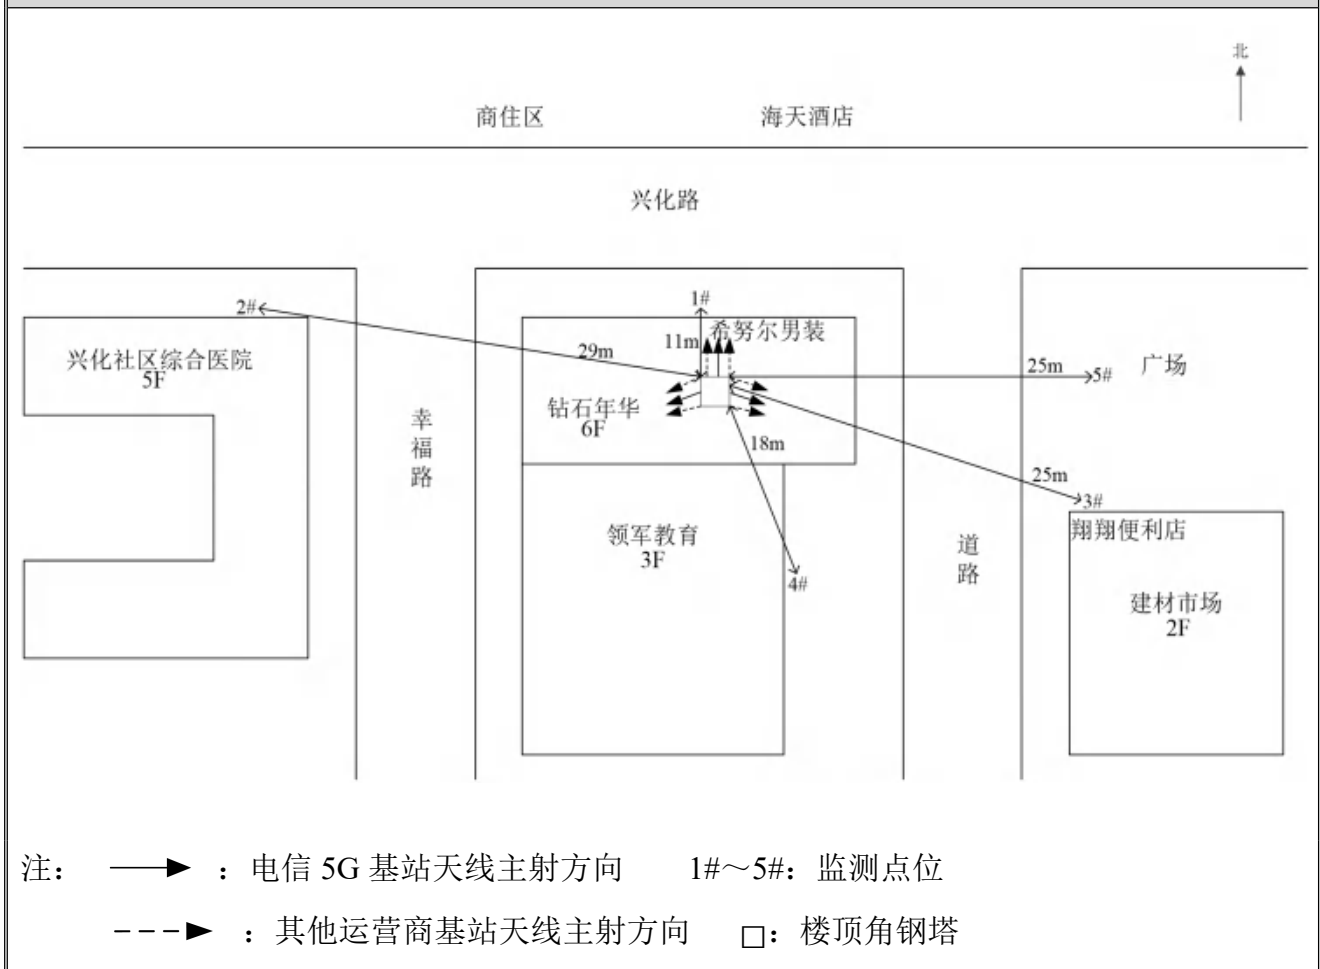 北
商住区
海天酒店
兴化路
1#
2#
希努尔男装
11m
29m
兴化社区综合医院
5F
25m
5#
广场
钻石年华
6F
幸福路
18m
25m
3#
翔翔便利店
领军教育
3F
道路
4#
建材市场
2F
注： ：电信 5G 基站天线主射方向 1#～5#：监测点位
：其他运营商基站天线主射方向 □：楼顶角钢塔